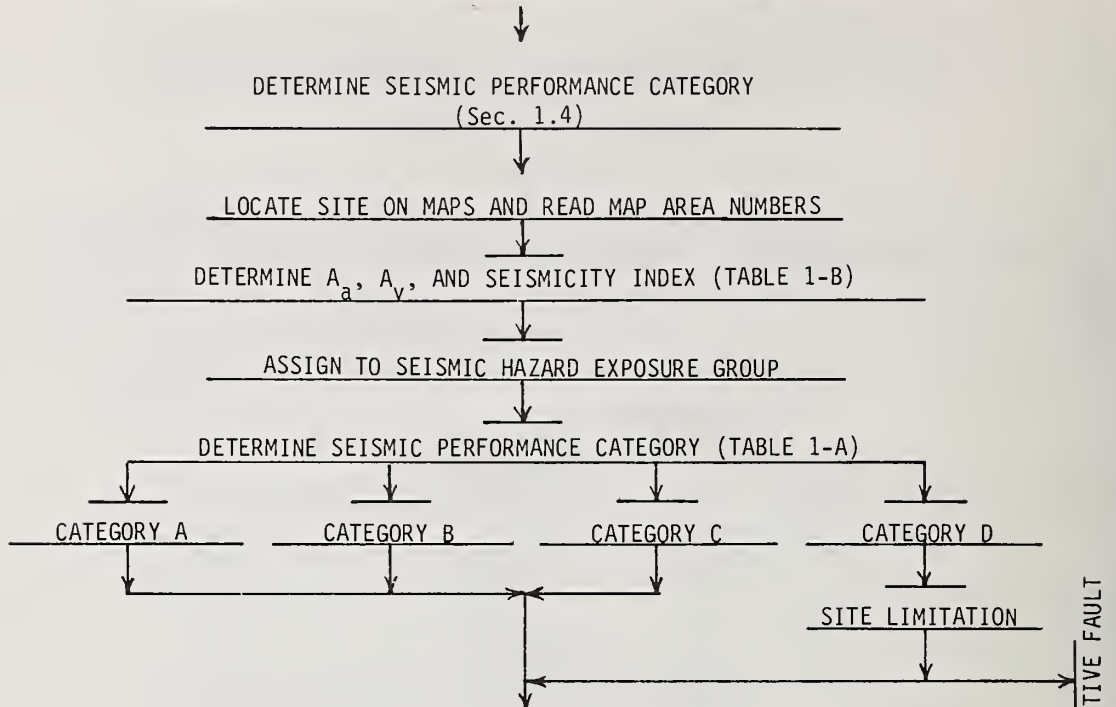 DETERMINE SEISMIC PERFORMANCE CATEGORY
(Sec. 1.4)
LOCATE SITE ON MAPS AND READ MAP AREA NUMBERS
DETERMINE Aa, Av, AND SEISMICITY INDEX (TABLE 1-B)
ASSIGN TO SEISMIC HAZARD EXPOSURE GROUP
DETERMINE SEISMIC PERFORMANCE CATEGORY (TABLE 1-A)
CATEGORY A CATEGORY B CATEGORY C CATEGORY D
SITE LIMITATION
TIVE FAULT